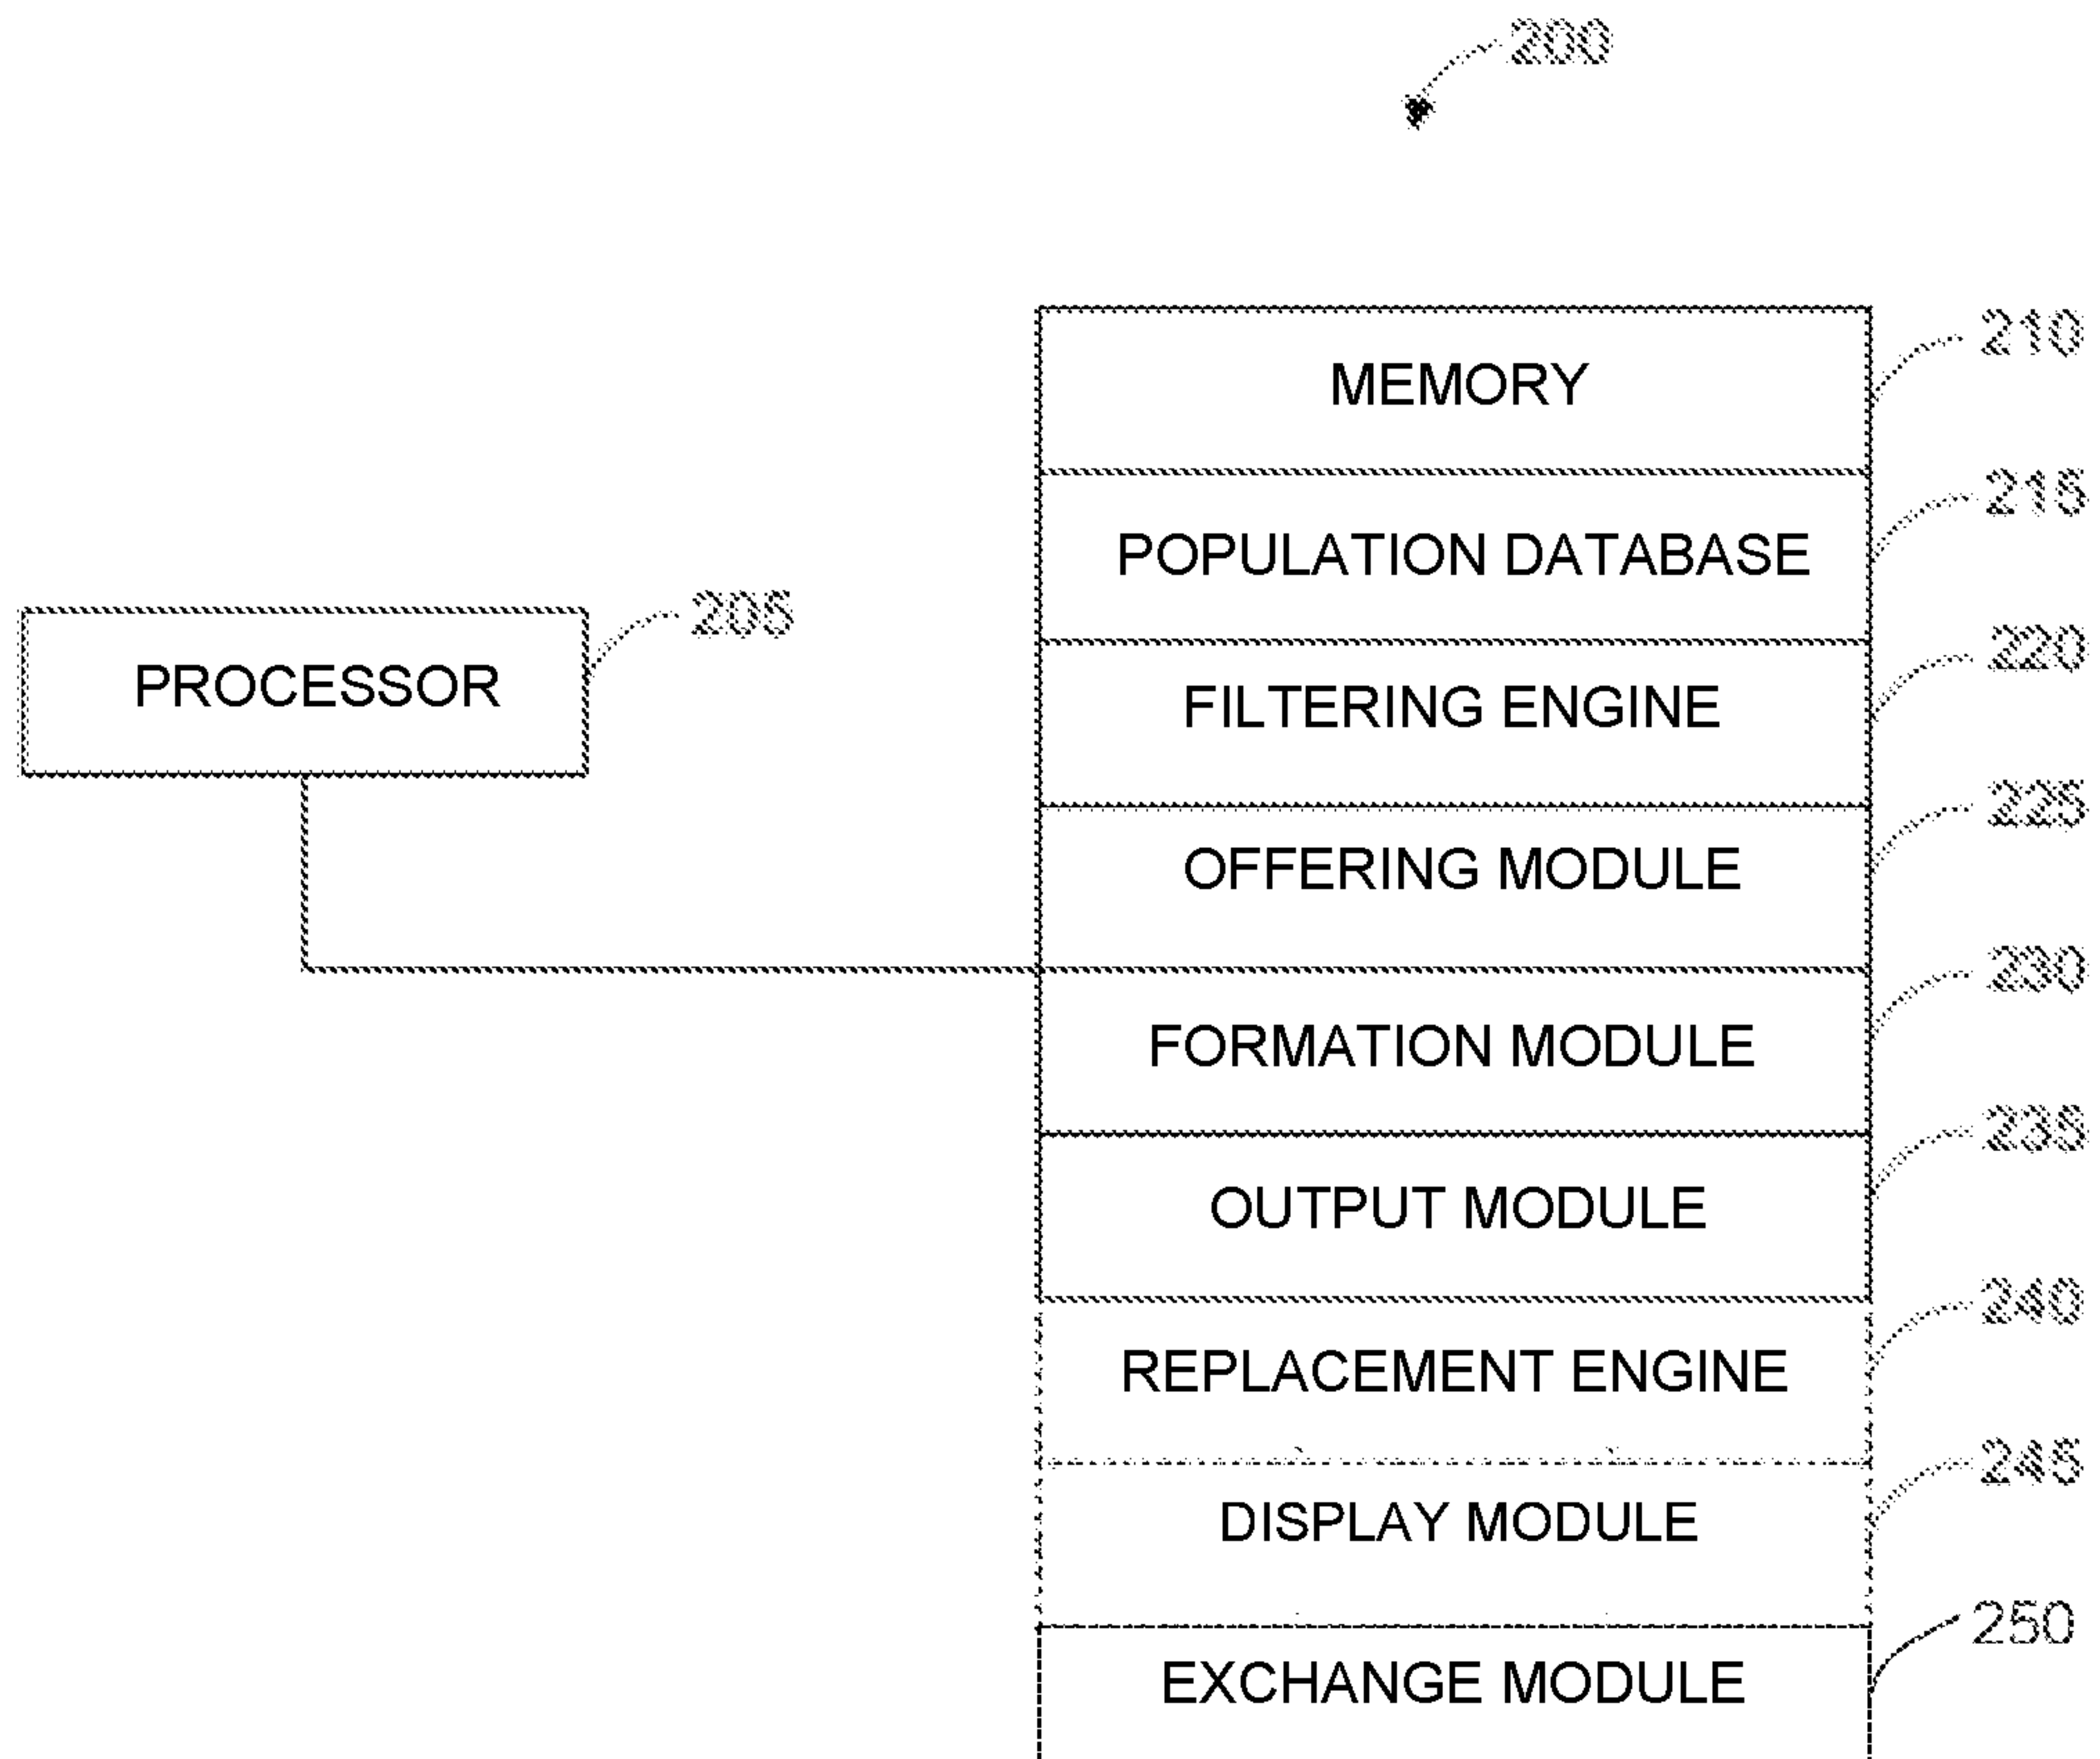 200
MEMORY
210
POPULATION DATABASE
215
PROCESSOR
205
FILTERING ENGINE
220
OFFERING MODULE
225
FORMATION MODULE
230
OUTPUT MODULE
235
REPLACEMENT ENGINE
240
DISPLAY MODULE
245
EXCHANGE MODULE
250